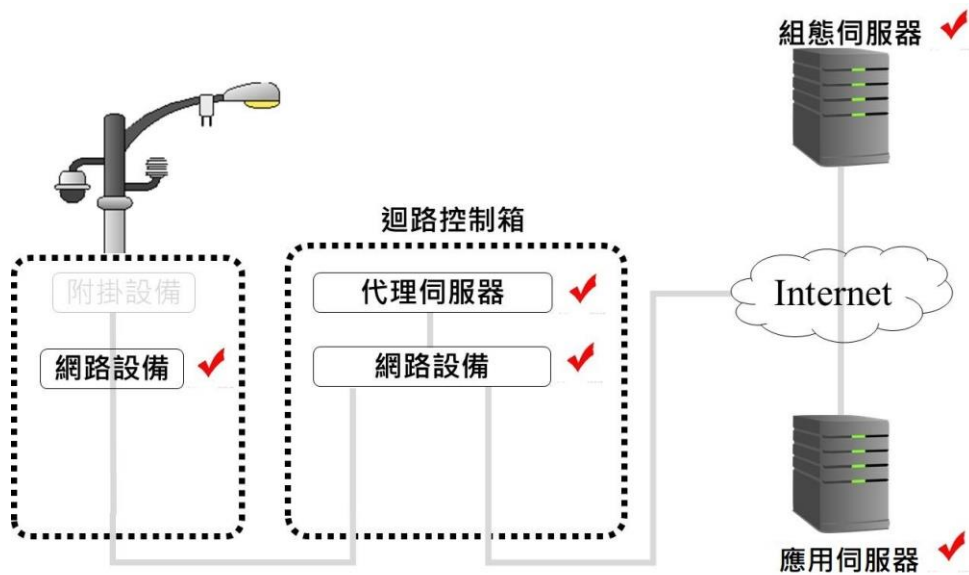 組態伺服器
迴路控制箱
附掛設備
代理伺服器
網路設備
網路設備
Internet
應用伺服器